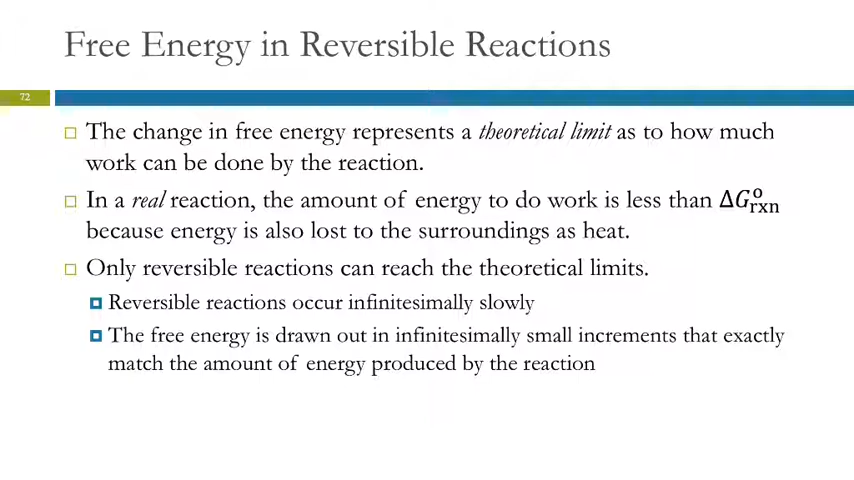 Free Energy in Reversible Reactions
72
The change in free energy represents a theoretical limit as to how much
work can be done by the reaction.
In a real reaction, the amount of energy to do work is less than ΔG°rxn
because energy is also lost to the surroundings as heat.
Only reversible reactions can reach the theoretical limits.
Reversible reactions occur infinitesimally slowly
The free energy is drawn out in infinitesimally small increments that exactly
match the amount of energy produced by the reaction